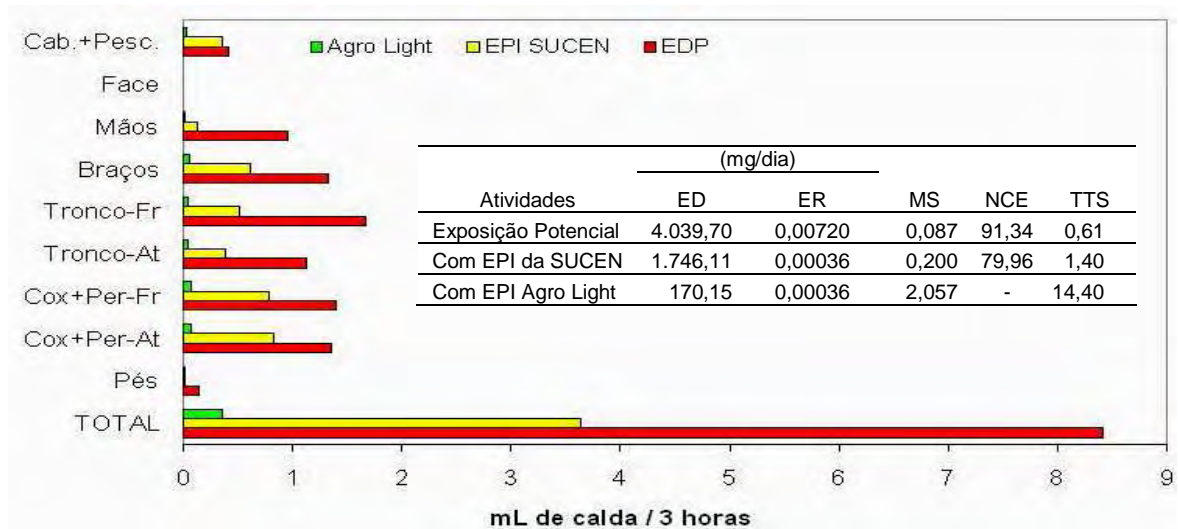 Agro Light EPI SUCEN EDP
Cab.+Pesc.
Face
Mãos
Braços
Tronco-Fr
Tronco-At
Cox+Per-Fr
Cox+Per-At
Pés
TOTAL
(mg/dia)
Atividades ED ER MS NCE TTS
Exposição Potencial 4.039,70 0,00720 0,087 91,34 0,61
Com EPI da SUCEN 1.746,11 0,00036 0,200 79,96 1,40
Com EPI Agro Light 170,15 0,00036 2,057 - 14,40
0 1 2 3 4 5 6 7 8 9
mL de calda / 3 horas